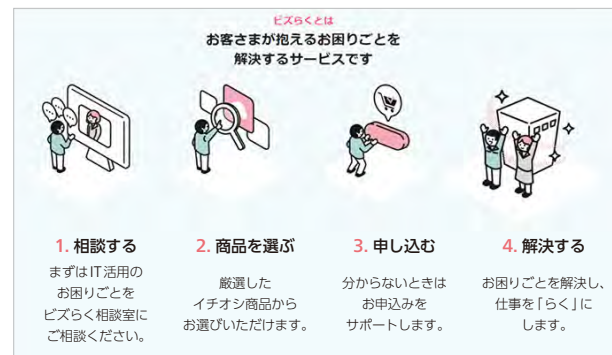 ビズらくとは
お客さまが抱えるお困りごとを
解決するサービスです
1. 相談する
まずはIT活用の
お困りごとを
ビズらく相談室に
ご相談ください。
2. 商品を選ぶ
厳選した
イチオシ商品から
お選びいただけます。
3. 申し込む
分からないときは
お申込みを
サポートします。
4. 解決する
お困りごとを解決し、
仕事を「らく」に
します。